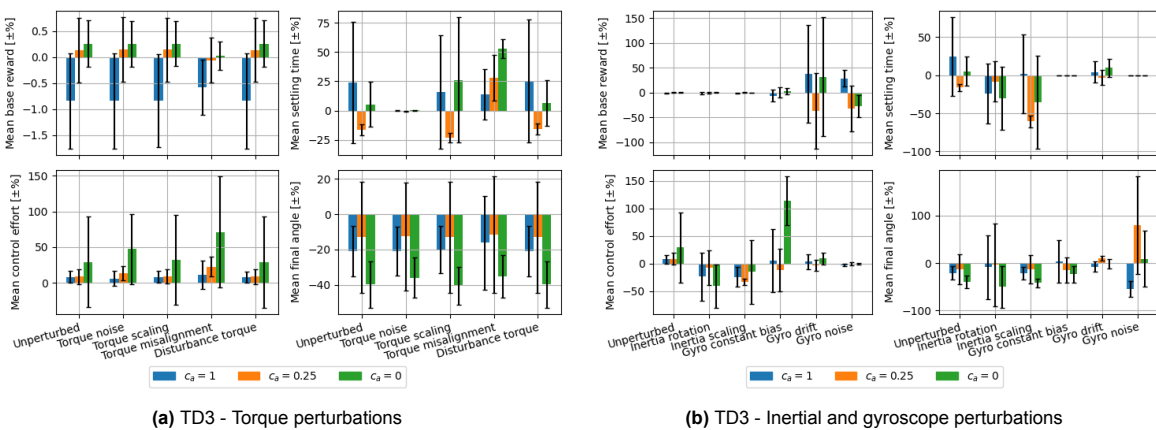 Mean base reward [±%]
0.5
0.0
−0.5
−1.0
−1.5
Mean settling time [±%]
75
50
25
0
−25
Mean control effort [±%]
150
100
50
0
Mean final angle [±%]
20
0
−20
−40
Unperturbed
Torque noise
Torque scaling
Torque misalignment
Disturbance torque
Unperturbed
Torque noise
Torque scaling
Torque misalignment
Disturbance torque
c_a = 1
c_a = 0.25
c_a = 0
(a) TD3 - Torque perturbations
Mean base reward [±%]
150
100
50
0
−50
−100
Mean settling time [±%]
50
0
−50
−100
Mean control effort [±%]
150
100
50
0
−50
Mean final angle [±%]
100
0
−100
Unperturbed
Inertia rotation
Inertia scaling
Gyro constant bias
Gyro drift
Gyro noise
Unperturbed
Inertia rotation
Inertia scaling
Gyro constant bias
Gyro drift
Gyro noise
c_a = 1
c_a = 0.25
c_a = 0
(b) TD3 - Inertial and gyroscope perturbations